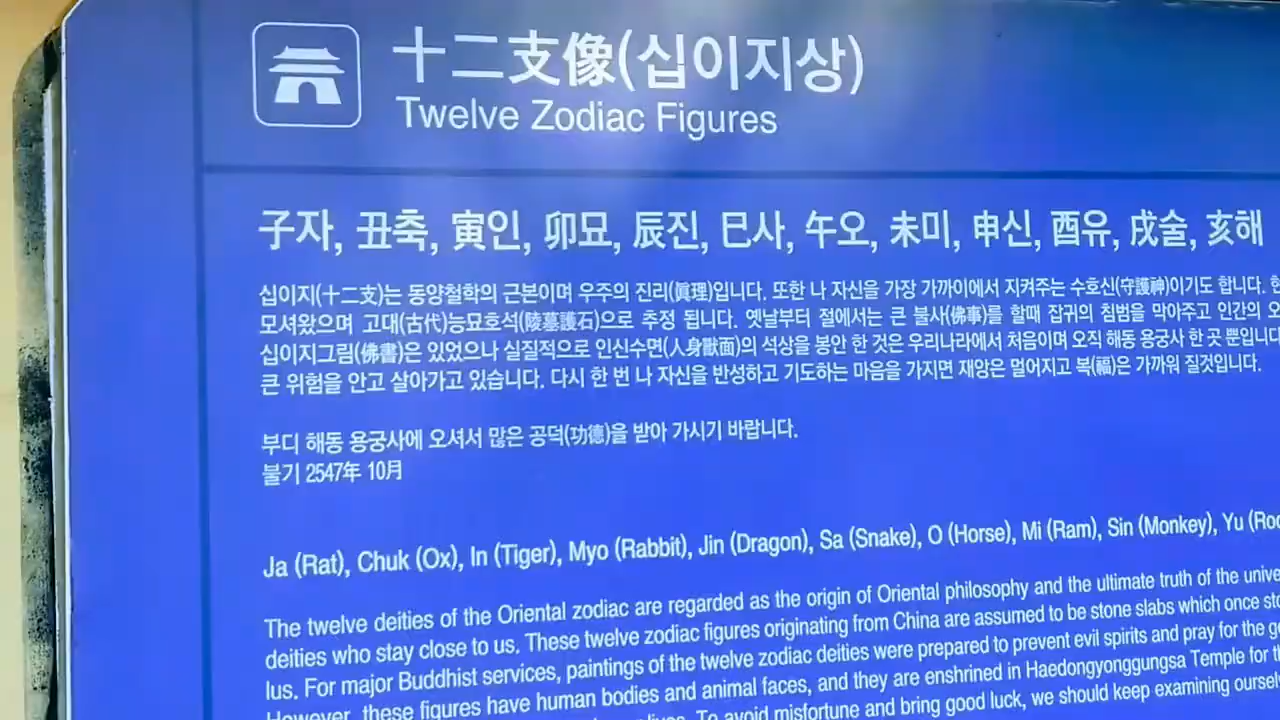 十二支像(십이지상)
Twelve Zodiac Figures
子자, 丑축, 寅인, 卯묘, 辰진, 巳사, 午오, 未미, 申신, 酉유, 戌술, 亥해
십이지(十二支)는 동양철학의 근본이며 우주의 진리(眞理)입니다. 또한 나 자신을 가장 가까이에서 지켜주는 수호신(守護神)이기도 합니다.
모셔왔으며 고대(古代)능묘호석(陵墓護石)으로 추정 됩니다. 옛날부터 절에서는 큰 불사(佛事)를 할때 잡귀의 침범을 막아주고 인간의
십이지그림(佛書)은 있었으나 실질적으로 인신수면(人身獸面)의 석상을 봉안 한 것은 우리나라에서 처음이며 오직 해동 용궁사 한 곳 뿐입니다
큰 위험을 안고 살아가고 있습니다. 다시 한 번 나 자신을 반성하고 기도하는 마음을 가지면 재앙은 멀어지고 복(福)은 가까워 질것입니다.
부디 해동 용궁사에 오셔서 많은 공덕(功德)을 받아 가시기 바랍니다.
불기 2547年 10月
Ja (Rat), Chuk (Ox), In (Tiger), Myo (Rabbit), Jin (Dragon), Sa (Snake), O (Horse), Mi (Ram), Sin (Monkey), Yu
The twelve deities of the Oriental zodiac are regarded as the origin of Oriental philosophy and the ultimate truth of the
deities who stay close to us. These twelve zodiac figures originating from China are assumed to be stone slabs which once
lus. For major Buddhist services, paintings of the twelve zodiac deities were prepared to prevent evil spirits and pray for the
However, these figures have human bodies and animal faces, and they are enshrined in Haedongyonggungsa Temple for
To avoid misfortune and bring good luck, we should keep examining